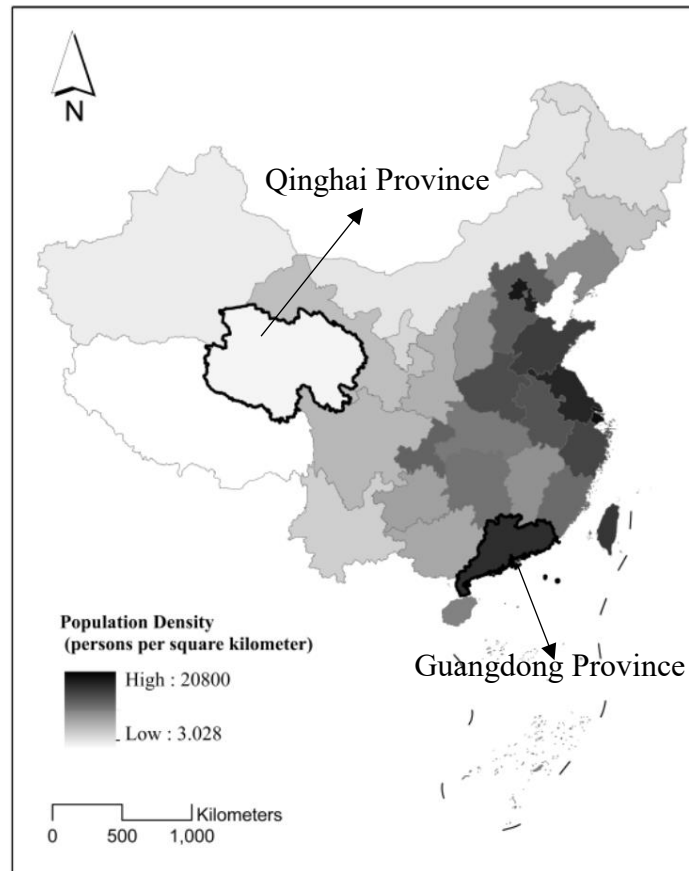 N
Qinghai Province
Population Density
(persons per square kilometer)
High : 20800
Low : 3.028
Guangdong Province
Kilometers
0 500 1,000